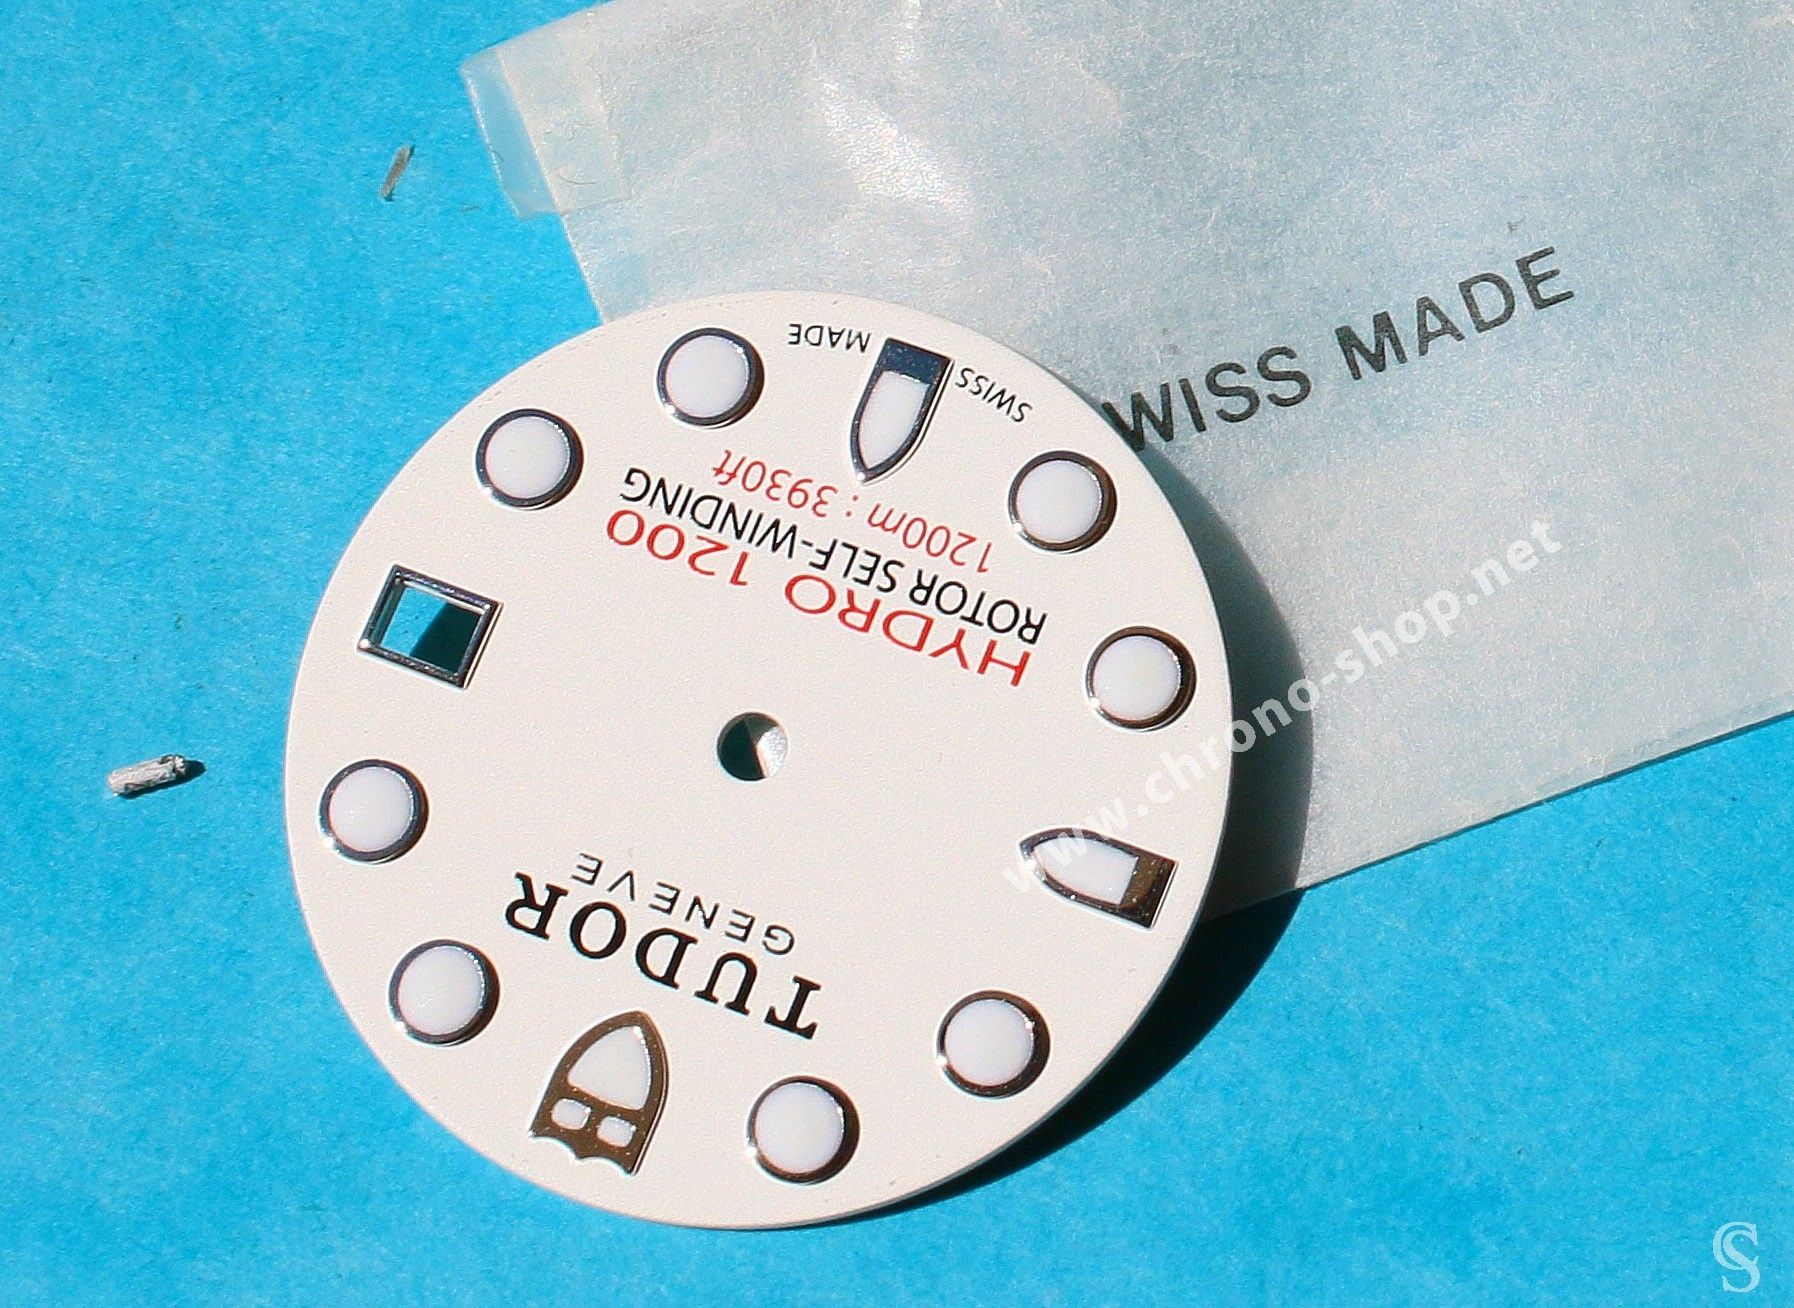 TUDOR
GENEVE
HYDRO 1200
ROTOR SELF-WINDING
1200m : 3930ft
SWISS MADE
WISS MADE
www.chrono-shop.net